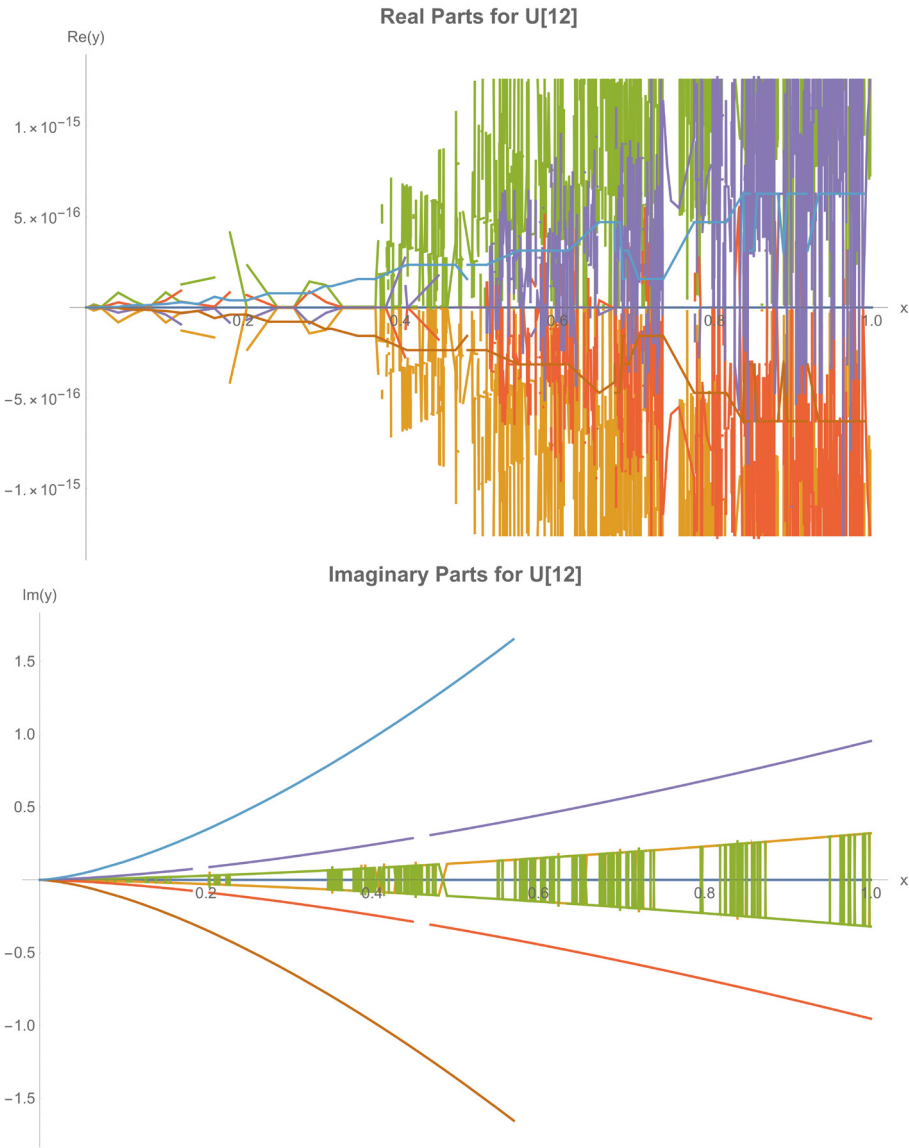 Real Parts for U[12]
Re(y)
1. × 10⁻¹⁵
5. × 10⁻¹⁶
0.2 0.4 0.6 0.8 1.0 x
−5. × 10⁻¹⁶
−1. × 10⁻¹⁵
Imaginary Parts for U[12]
Im(y)
1.5
1.0
0.5
0.2 0.4 0.6 0.8 1.0 x
−0.5
−1.0
−1.5